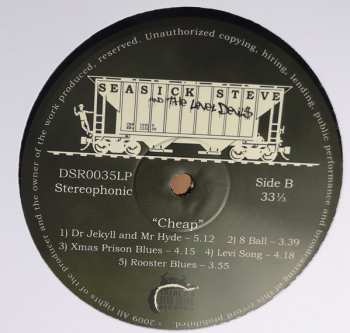 of the work produced, reserved. Unauthorized copying, hiring, lending, public performance and broadcasting of this record prohibited. ℗ © 2009 All rights of the producer and the owner
SEASICK STEVE
AND THE LEVEL DEVILS
DSR0035LP
Stereophonic
Side B
33⅓
"Cheap"
1) Dr Jekyll and Mr Hyde – 5.12 2) 8 Ball – 3.39
3) Xmas Prison Blues – 4.15 4) Levi Song – 4.18
5) Rooster Blues – 3.55